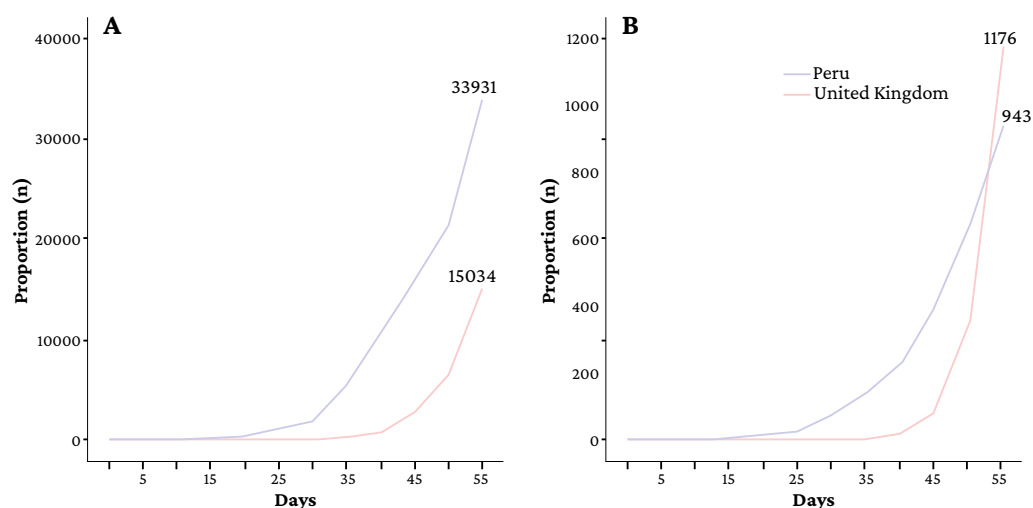 A
40000
30000
20000
10000
0
Proportion (n)
33931
15034
5 15 25 35 45 55
Days
B
1200
1000
800
600
400
200
0
Proportion (n)
Peru
United Kingdom
1176
943
5 15 25 35 45 55
Days